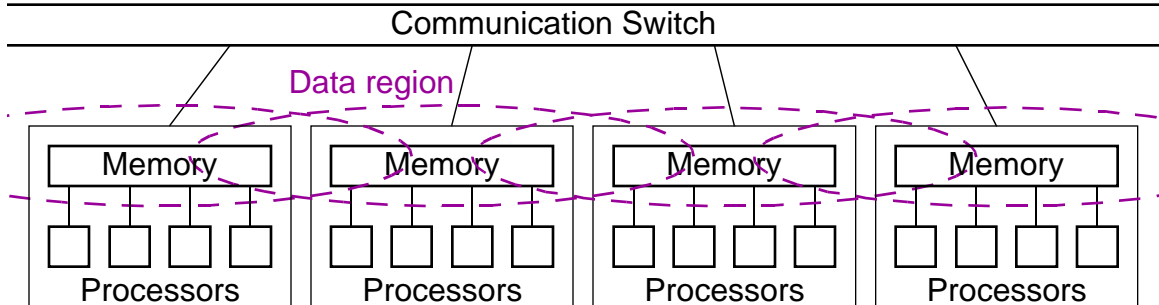 Communication Switch
Data region
Memory Memory Memory Memory
Processors Processors Processors Processors